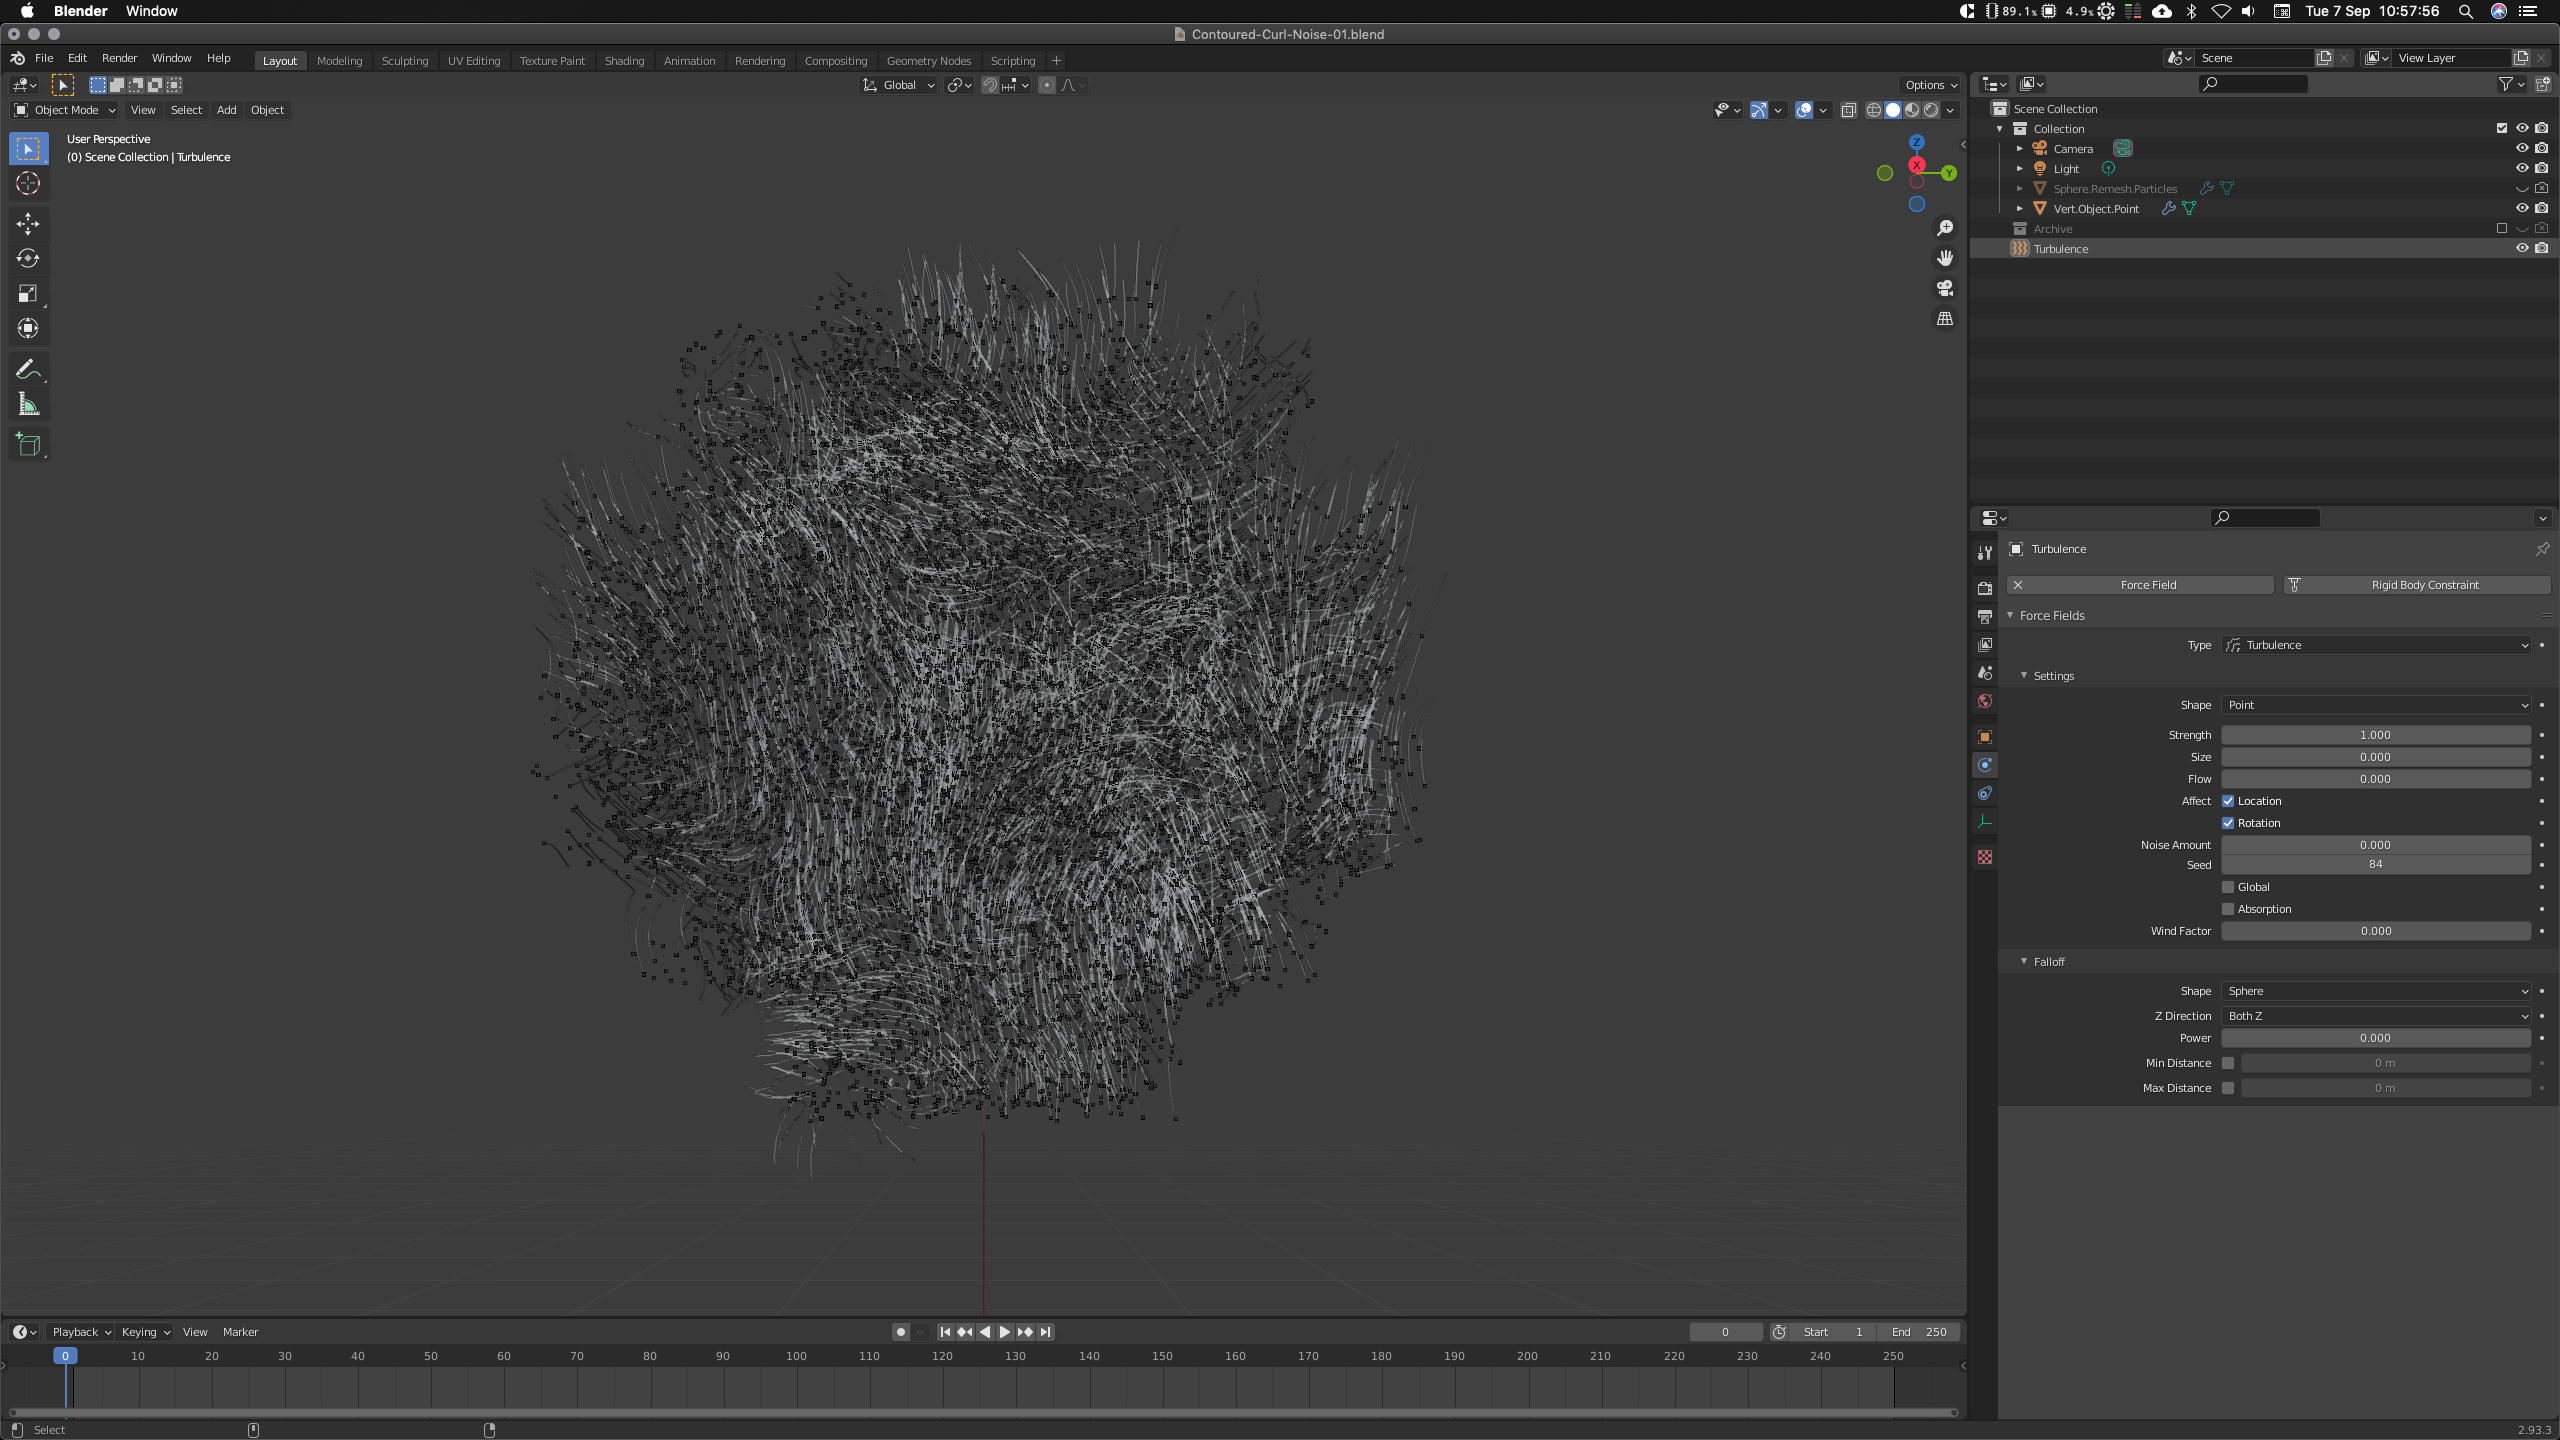 Blender Window 89.1% 4.9% Tue 7 Sep 10:57:56
Contoured-Curl-Noise-01.blend
File Edit Render Window Help Layout Modeling Sculpting UV Editing Texture Paint Shading Animation Rendering Compositing Geometry Nodes Scripting + Scene View Layer
Global Options
Object Mode View Select Add Object
User Perspective
(0) Scene Collection | Turbulence
Z
X
Y
Scene Collection
Collection
Camera
Light
Sphere.Remesh.Particles
Vert.Object.Point
Archive
Turbulence
Turbulence
Force Field Rigid Body Constraint
Force Fields
Type Turbulence
Settings
Shape Point
Strength 1.000
Size 0.000
Flow 0.000
Affect Location
Rotation
Noise Amount 0.000
Seed 84
Global
Absorption
Wind Factor 0.000
Falloff
Shape Sphere
Z Direction Both Z
Power 0.000
Min Distance 0 m
Max Distance 0 m
Playback Keying View Marker 0 Start 1 End 250
0 10 20 30 40 50 60 70 80 90 100 110 120 130 140 150 160 170 180 190 200 210 220 230 240 250
Select 2.93.3